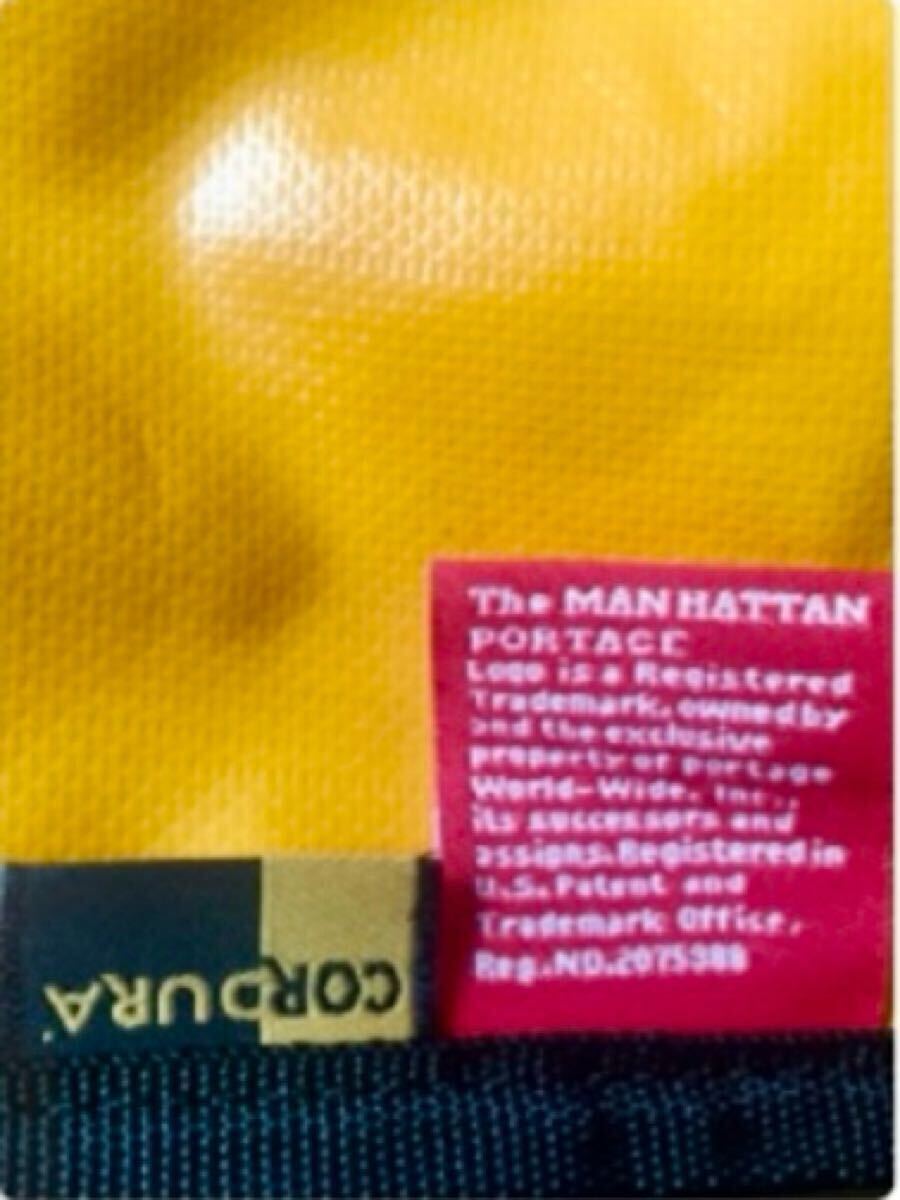 The MANHATTAN
PORTAGE
Logo is a Registered
Trademark, owned by
and the exclusive
property of Portage
World-Wide, Inc.,
its successors and
assigns. Registered in
U.S. Patent and
Trademark Office,
Reg.NO.2075388
CORDURA